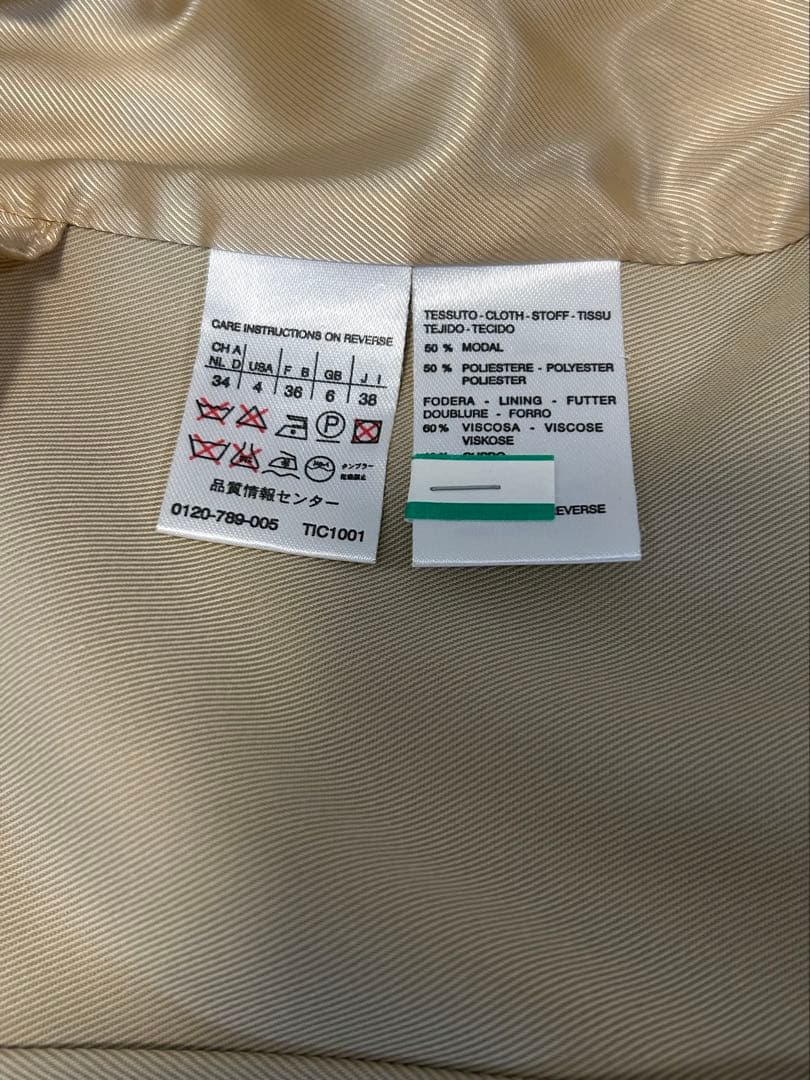 CARE INSTRUCTIONS ON REVERSE
CH A
NL D USA F B GB J I
34 4 36 6 38
P
タンブラー
乾燥禁止
品質情報センター
0120-789-005 TIC1001
TESSUTO - CLOTH - STOFF - TISSU
TEJIDO - TECIDO
50 % MODAL
50 % POLIESTERE - POLYESTER
POLIESTER
FODERA - LINING - FUTTER
DOUBLURE - FORRO
60% VISCOSA - VISCOSE
VISKOSE
EVERSE